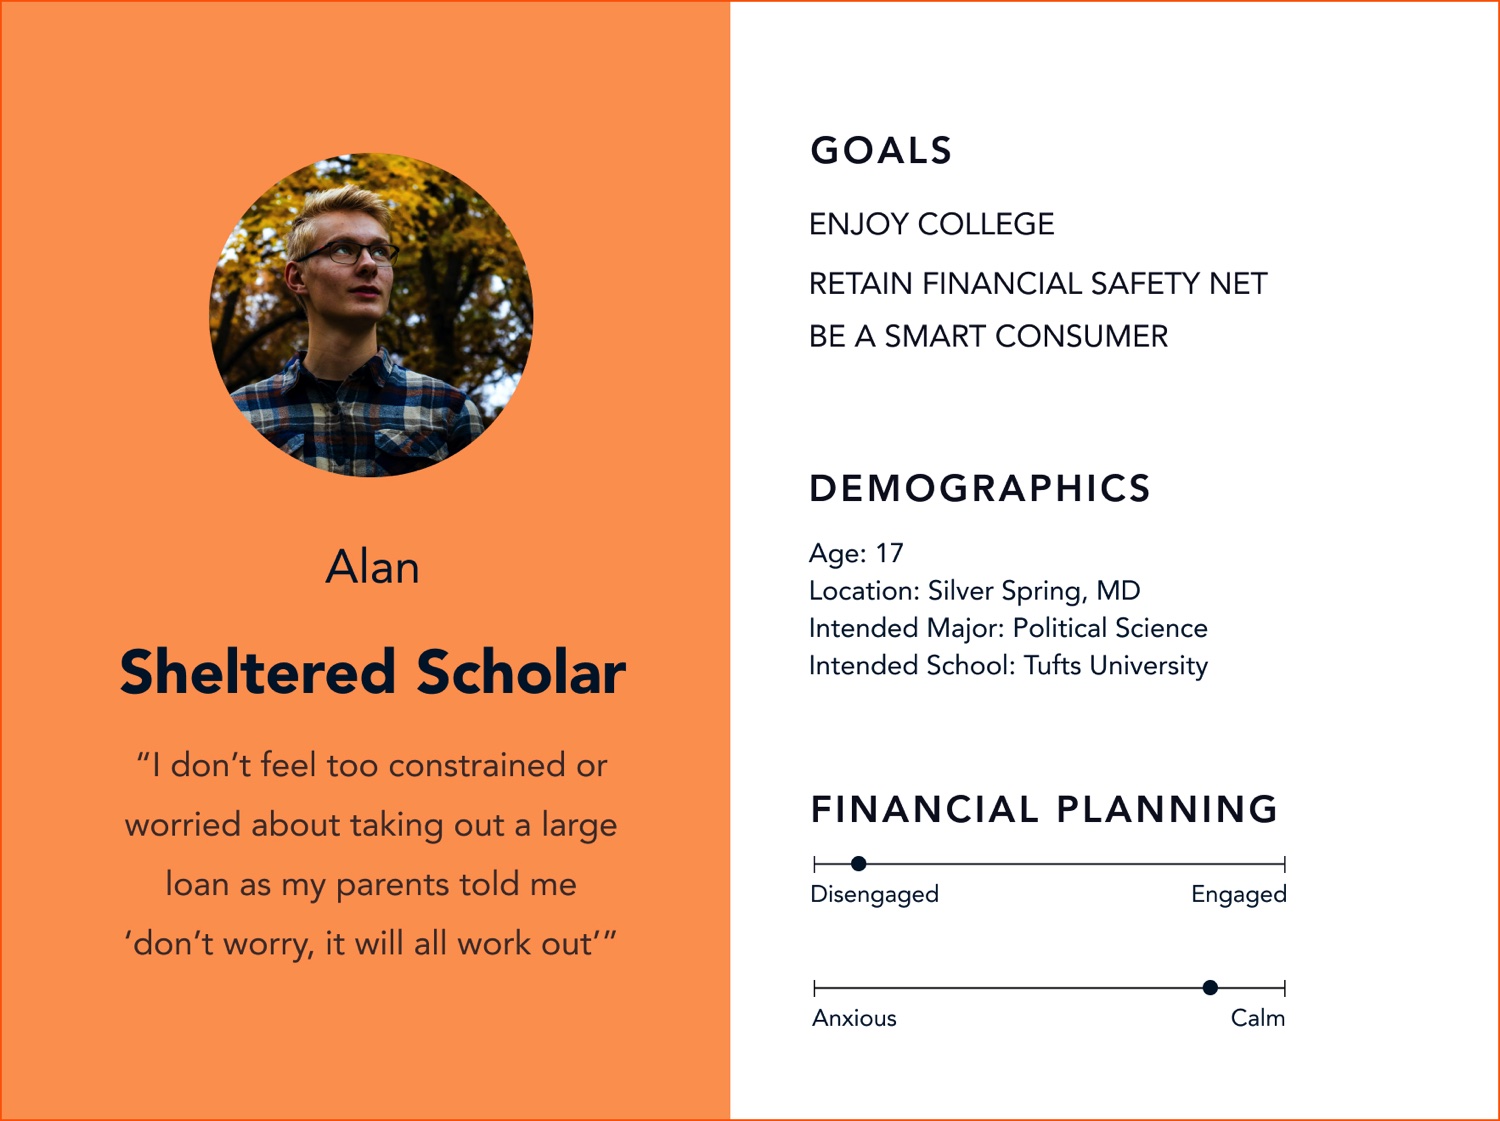 Alan
Sheltered Scholar
“I don’t feel too constrained or
worried about taking out a large
loan as my parents told me
‘don’t worry, it will all work out’”
GOALS
ENJOY COLLEGE
RETAIN FINANCIAL SAFETY NET
BE A SMART CONSUMER
DEMOGRAPHICS
Age: 17
Location: Silver Spring, MD
Intended Major: Political Science
Intended School: Tufts University
FINANCIAL PLANNING
Disengaged Engaged
Anxious Calm